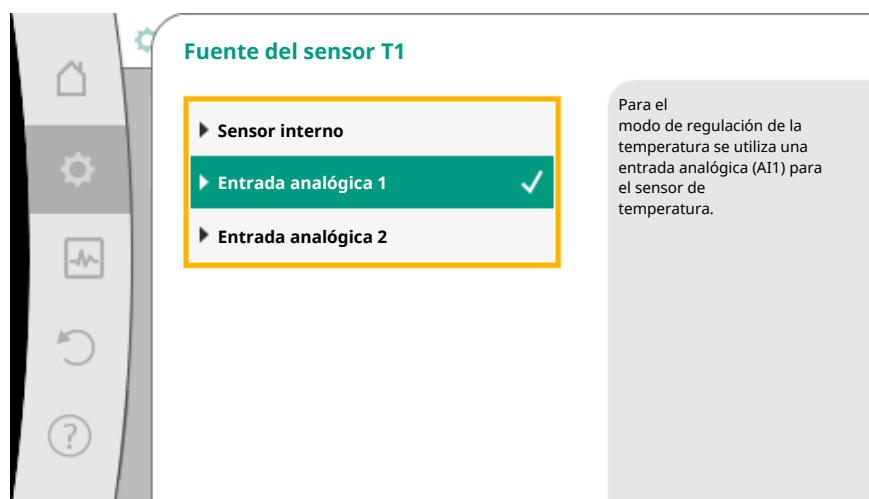 Fuente del sensor T1
Sensor interno
Entrada analógica 1
Entrada analógica 2
Para el
modo de regulación de la
temperatura se utiliza una
entrada analógica (AI1) para
el sensor de
temperatura.
?